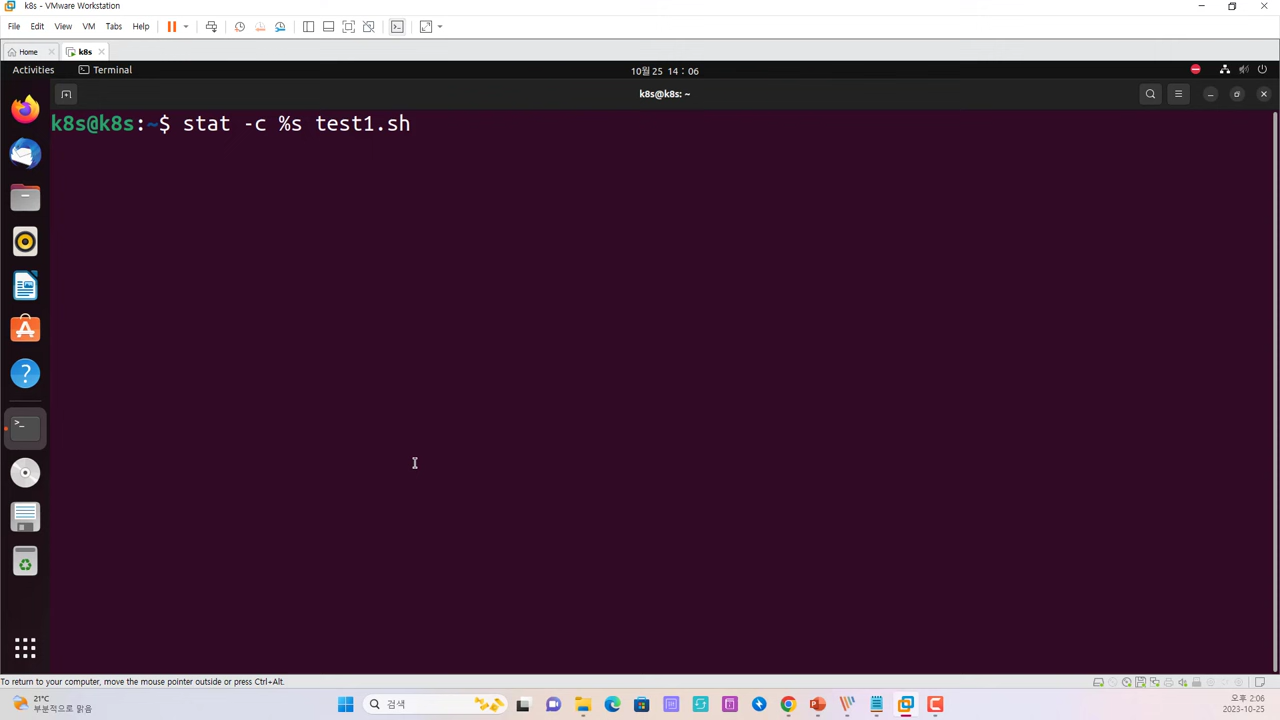 k8s - VMware Workstation
File Edit View VM Tabs Help
Home k8s
Activities Terminal 10월 25 14 : 06
k8s@k8s: ~
k8s@k8s:~$ stat -c %s test1.sh
To return to your computer, move the mouse pointer outside or press Ctrl+Alt.
21°C
부분적으로 맑음
검색
오후 2:06
2023-10-25